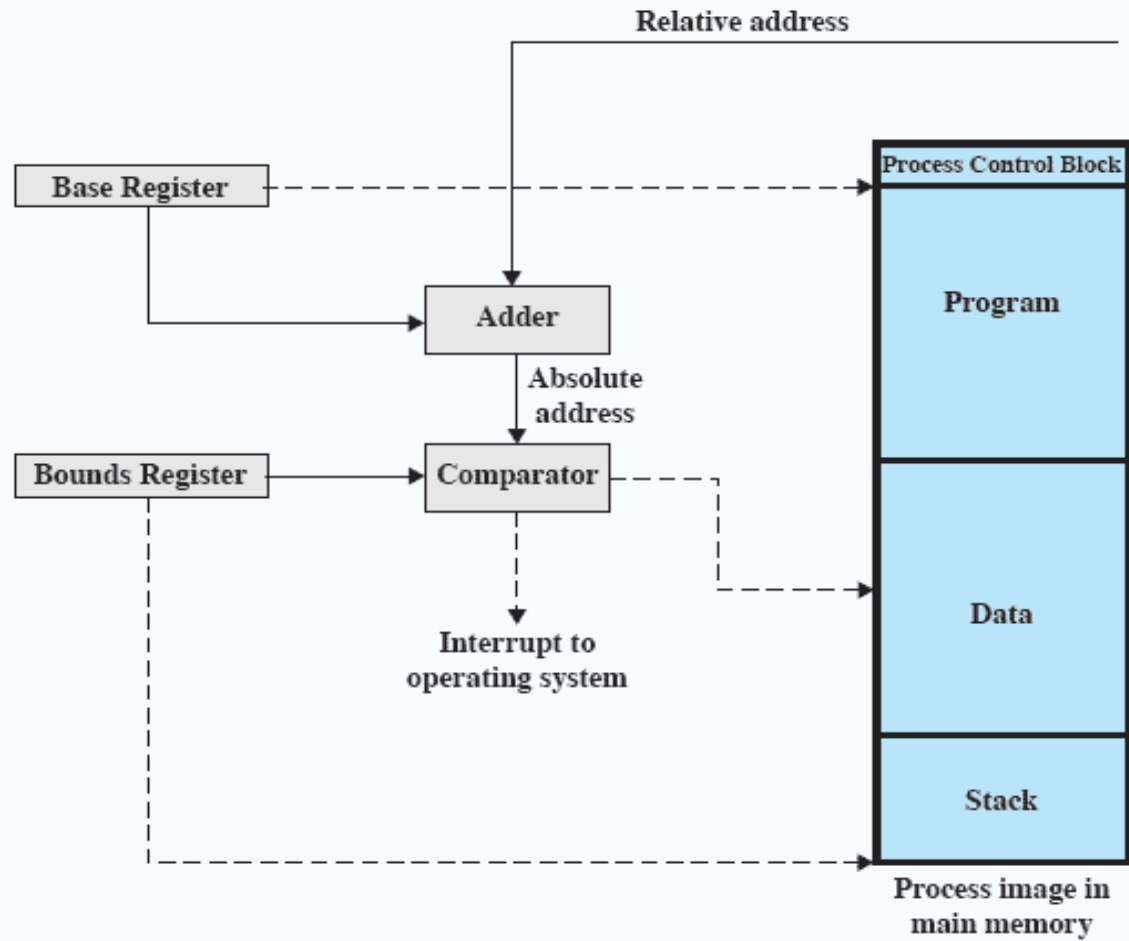 Relative address
Process Control Block
Base Register
Program
Adder
Absolute
address
Bounds Register
Comparator
Data
Interrupt to
operating system
Stack
Process image in
main memory